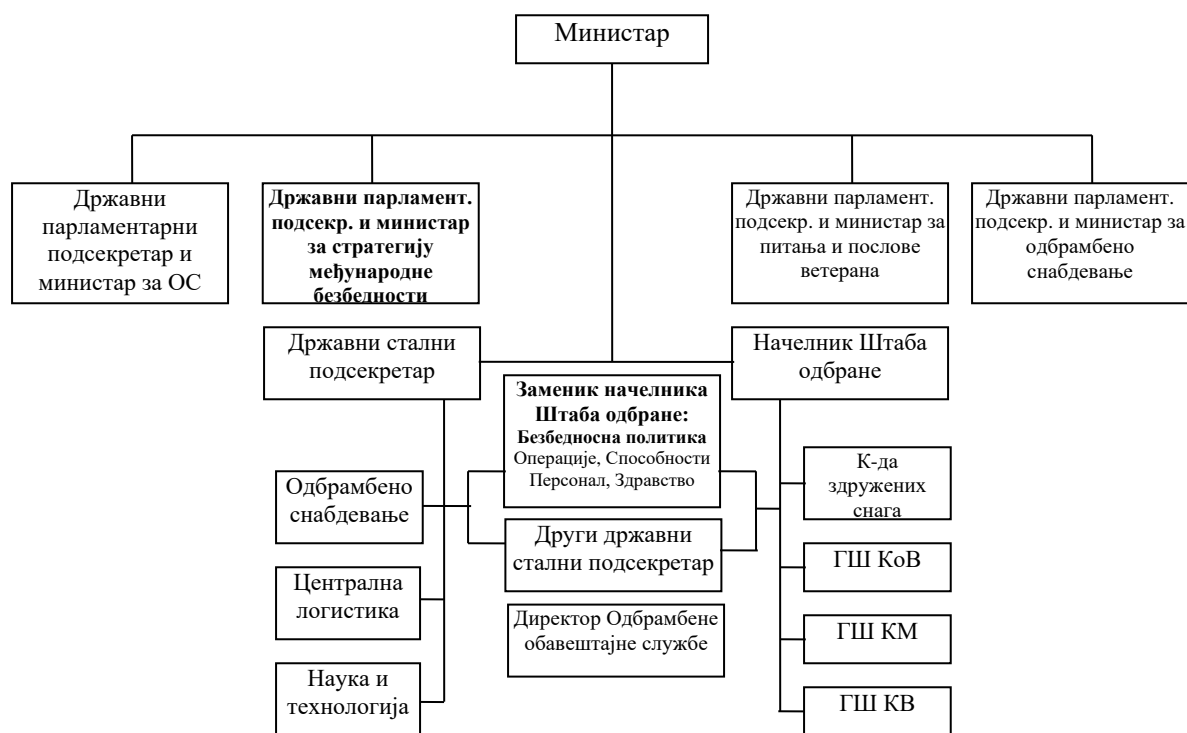 Министар
Државни
парламентарни
подсекретар и
министар за ОС
Државни парламент.
подсекр. и министар
за стратегију
међународне
безбедности
Државни парламент.
подсекр. и министар за
питања и послове
ветерана
Државни парламент.
подсекр. и министар за
одбрамбено
снабдевање
Државни стални
подсекретар
Начелник Штаба
одбране
Заменик начелника
Штаба одбране:
Безбедносна политика
Операције, Способности
Персонал, Здравство
Одбрамбено
снабдевање
Други државни
стални подсекретар
К-да
здружених
снага
ГШ КоВ
Централна
логистика
Директор Одбрамбене
обавештајне службе
ГШ КМ
Наука и
технологија
ГШ КВ